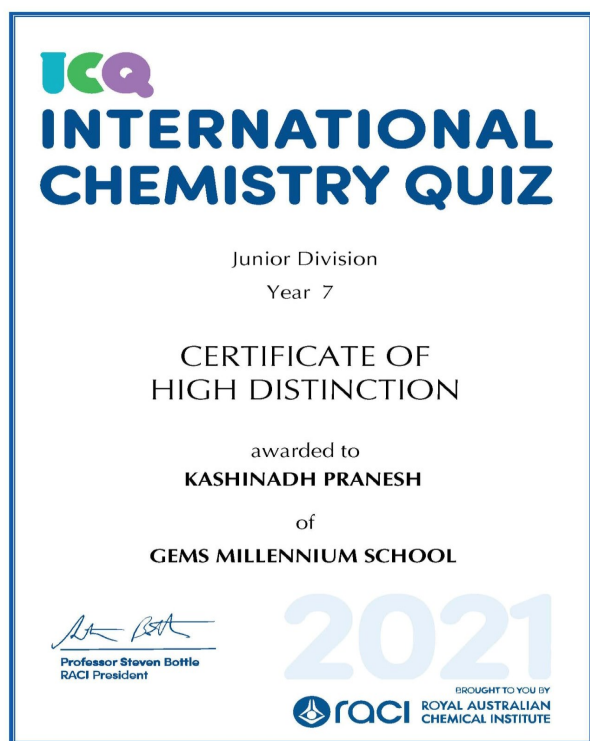 ICQ
INTERNATIONAL
CHEMISTRY QUIZ
Junior Division
Year 7
CERTIFICATE OF
HIGH DISTINCTION
awarded to
KASHINADH PRANESH
of
GEMS MILLENNIUM SCHOOL
2021
Professor Steven Bottle
RACI President
BROUGHT TO YOU BY
raci
ROYAL AUSTRALIAN
CHEMICAL INSTITUTE